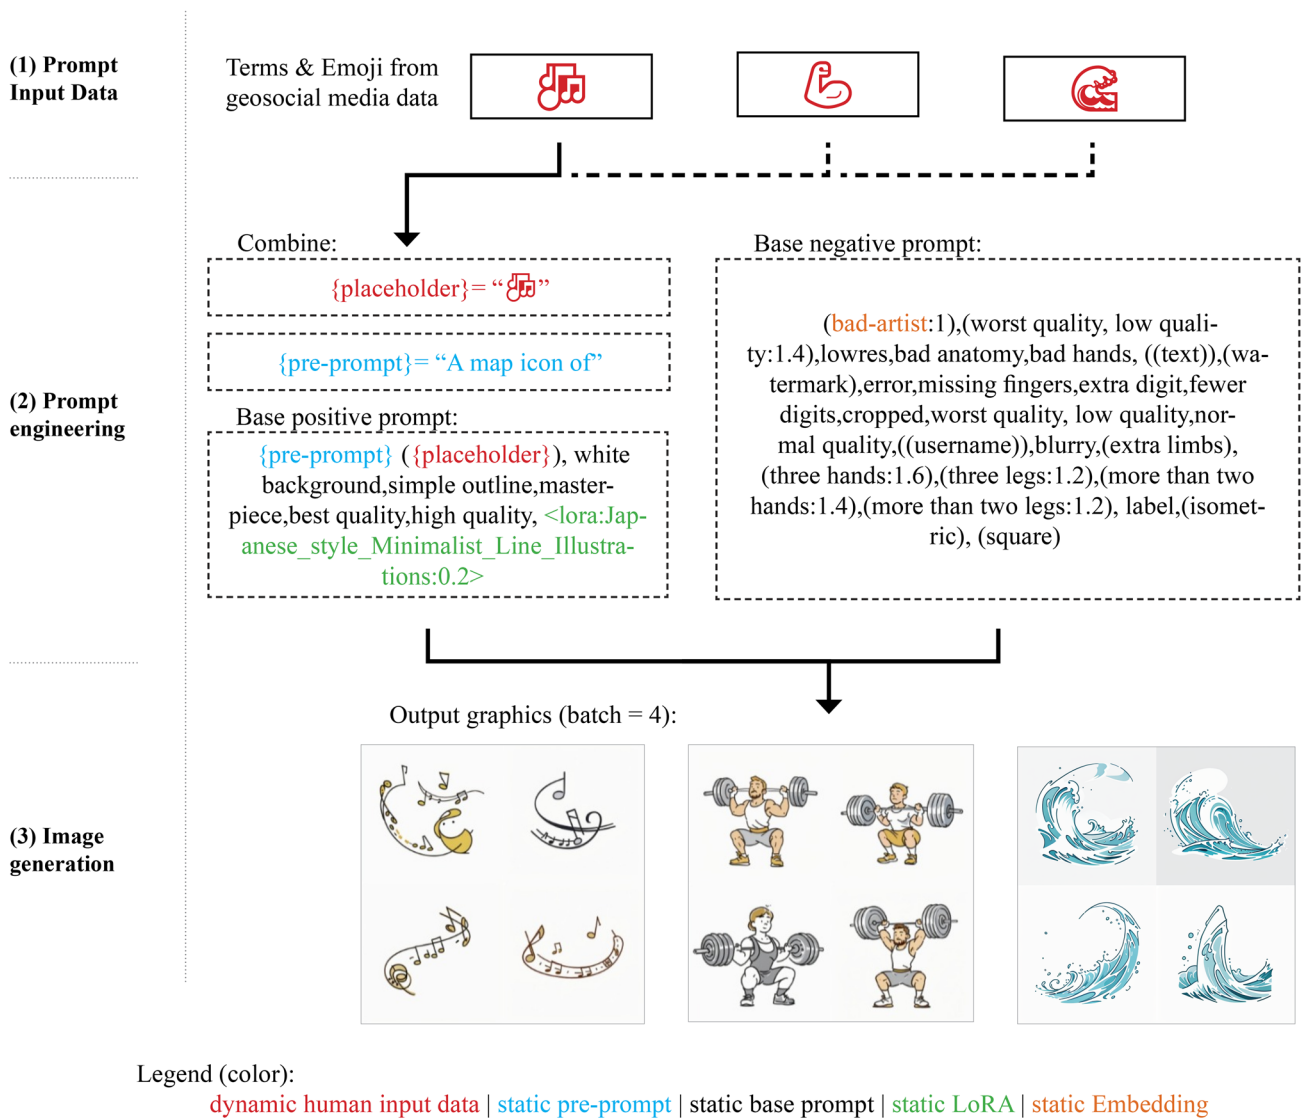 (1) Prompt
Input Data
Terms & Emoji from
geosocial media data
(2) Prompt
engineering
Combine:
{placeholder}= “ ”
{pre-prompt}= “A map icon of”
Base positive prompt:
{pre-prompt} ({placeholder}), white
background,simple outline,master-
piece,best quality,high quality, <lora:Jap-
anese_style_Minimalist_Line_Illustra-
tions:0.2>
Base negative prompt:
(bad-artist:1),(worst quality, low quali-
ty:1.4),lowres,bad anatomy,bad hands, ((text)),(wa-
termark),error,missing fingers,extra digit,fewer
digits,cropped,worst quality, low quality,nor-
mal quality,((username)),blurry,(extra limbs),
(three hands:1.6),(three legs:1.2),(more than two
hands:1.4),(more than two legs:1.2), label,(isomet-
ric), (square)
(3) Image
generation
Output graphics (batch = 4):
Legend (color):
dynamic human input data | static pre-prompt | static base prompt | static LoRA | static Embedding